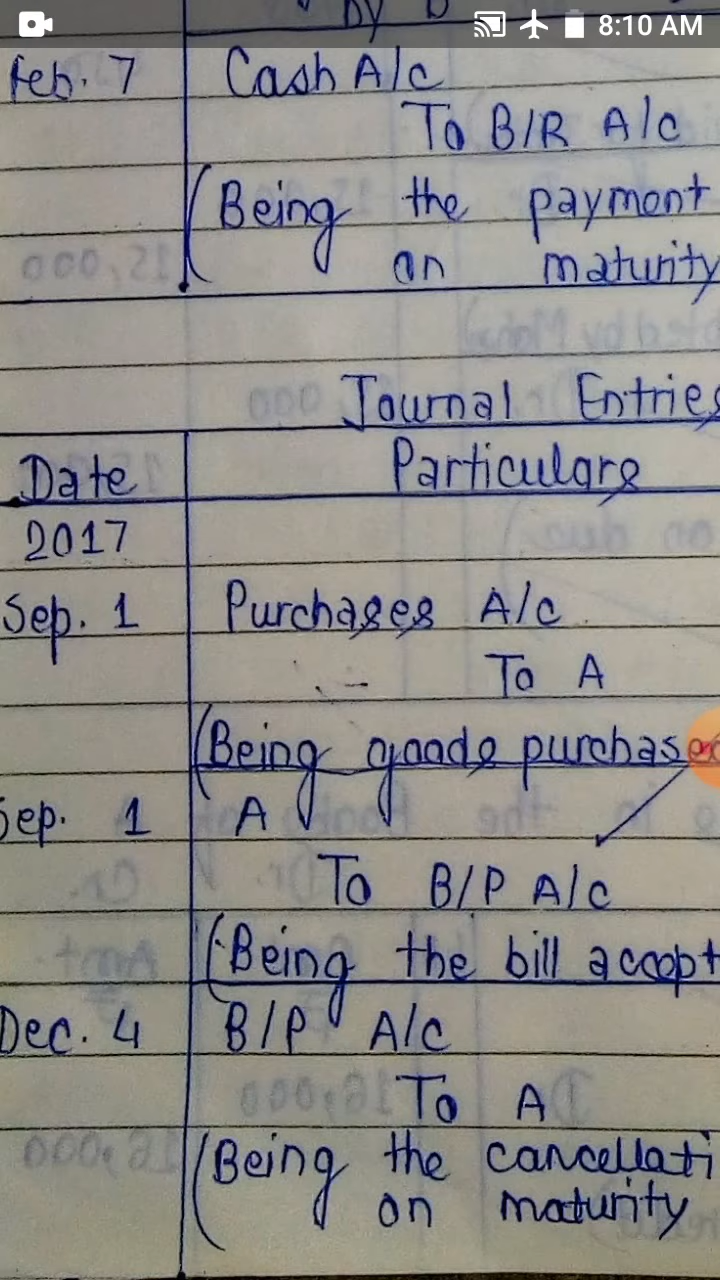 8:10 AM
by B
Feb. 7 Cash A/c
To B/R A/c
(Being the payment
on maturity
Journal Entries
Date Particulars
2017
Sep. 1 Purchases A/c
To A
(Being goods purchased
Sep. 1 A
To B/P A/c
(Being the bill accept
Dec. 4 B/P A/c
To A
(Being the cancellati
on maturity